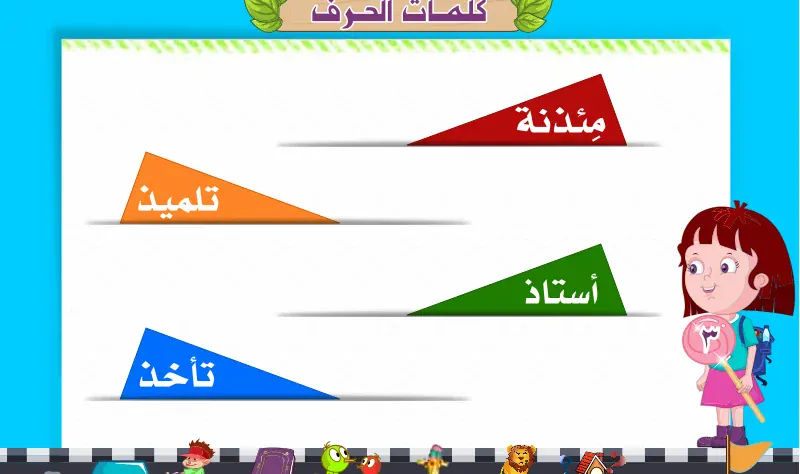 كلمات الحرف
مِئذنة
تلميذ
أستاذ
تأخذ
٣